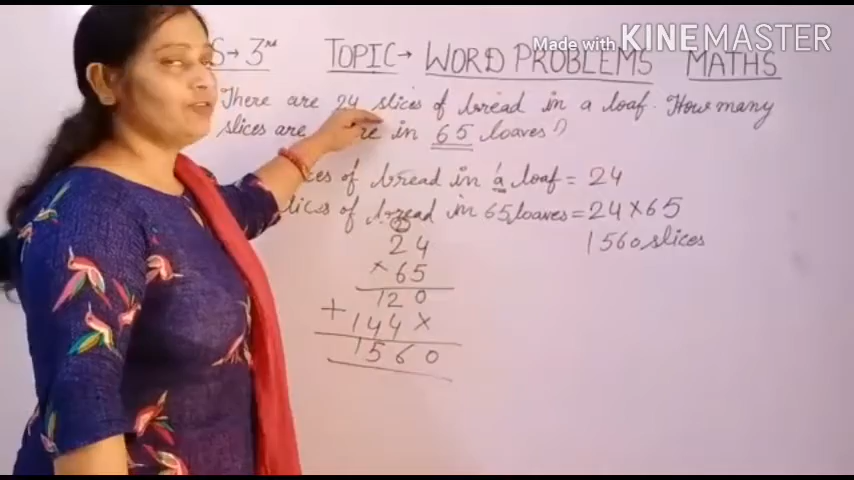 S→ 3rd TOPIC→ WORD PROBLEMS MATHS
Made with KINEMASTER
There are 24 slices of bread in a loaf. How many
slices are in 65 loaves?
of bread in a loaf = 24
of bread in 65 loaves = 24×65
1560 slices
2
24
×65
120
+144×
1560